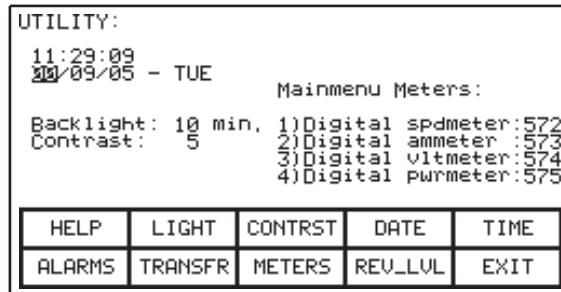 UTILITY:
11:29:09
00/09/05 - TUE
Mainmenu Meters:
Backlight: 10 min. 1)Digital spdmeter:572
Contrast: 5 2)Digital ammeter :573
3)Digital vltmeter:574
4)Digital pwrmeter:575
HELP LIGHT CONTRST DATE TIME
ALARMS TRANSFR METERS REV_LVL EXIT